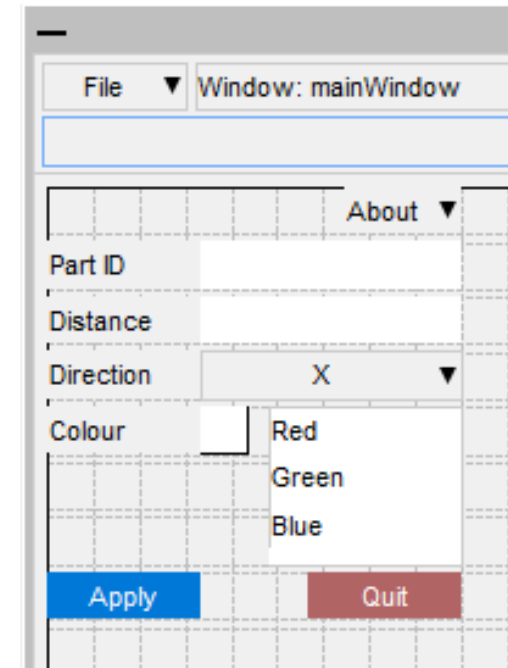 File ▼ Window: mainWindow
About ▼
Part ID
Distance
Direction X ▼
Colour Red
Green
Blue
Apply Quit